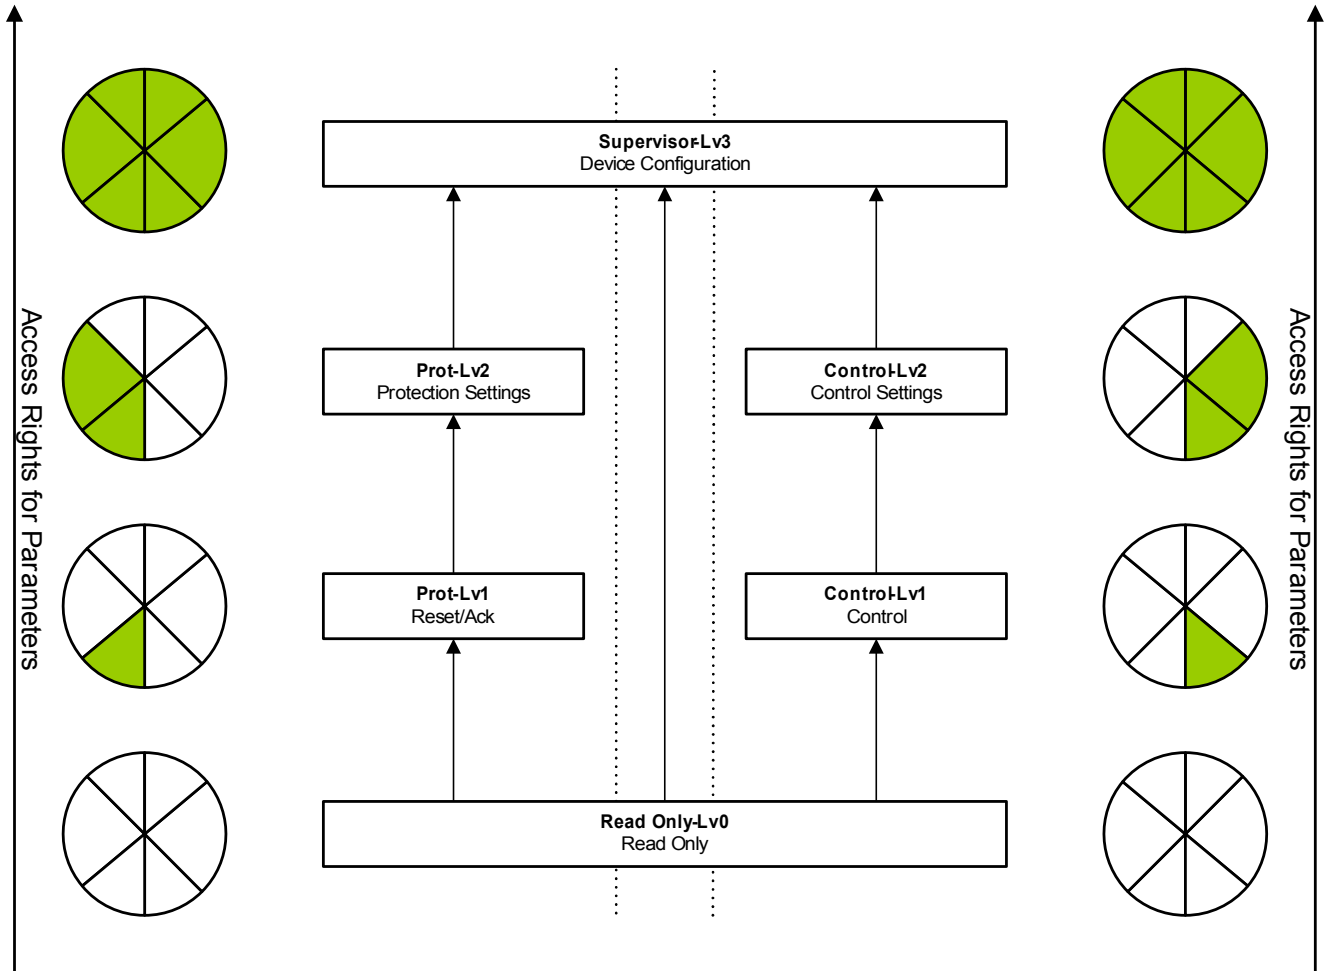 Supervisor-Lv3
Device Configuration
Access Rights for Parameters
Access Rights for Parameters
Prot-Lv2
Protection Settings
Control-Lv2
Control Settings
Prot-Lv1
Reset/Ack
Control-Lv1
Control
Read Only-Lv0
Read Only